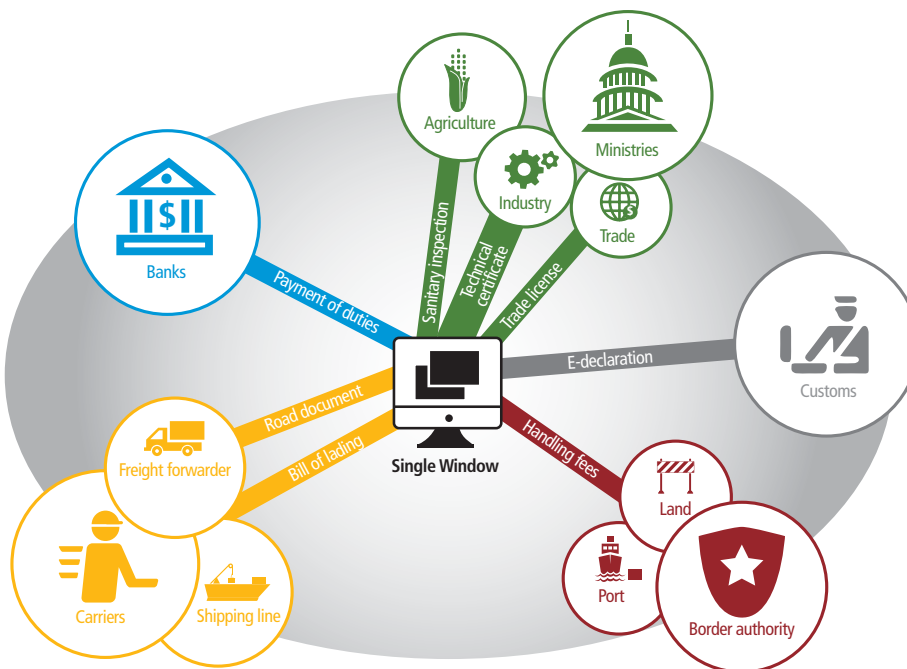 Agriculture
Ministries
Industry
Trade
$
Banks
$
Sanitary inspection
Technical
certificate
Trade license
Payment of duties
E-declaration
Customs
Road document
Bill of lading
Single Window
Handling fees
Freight forwarder
Land
Carriers
Shipping line
Port
Border authority